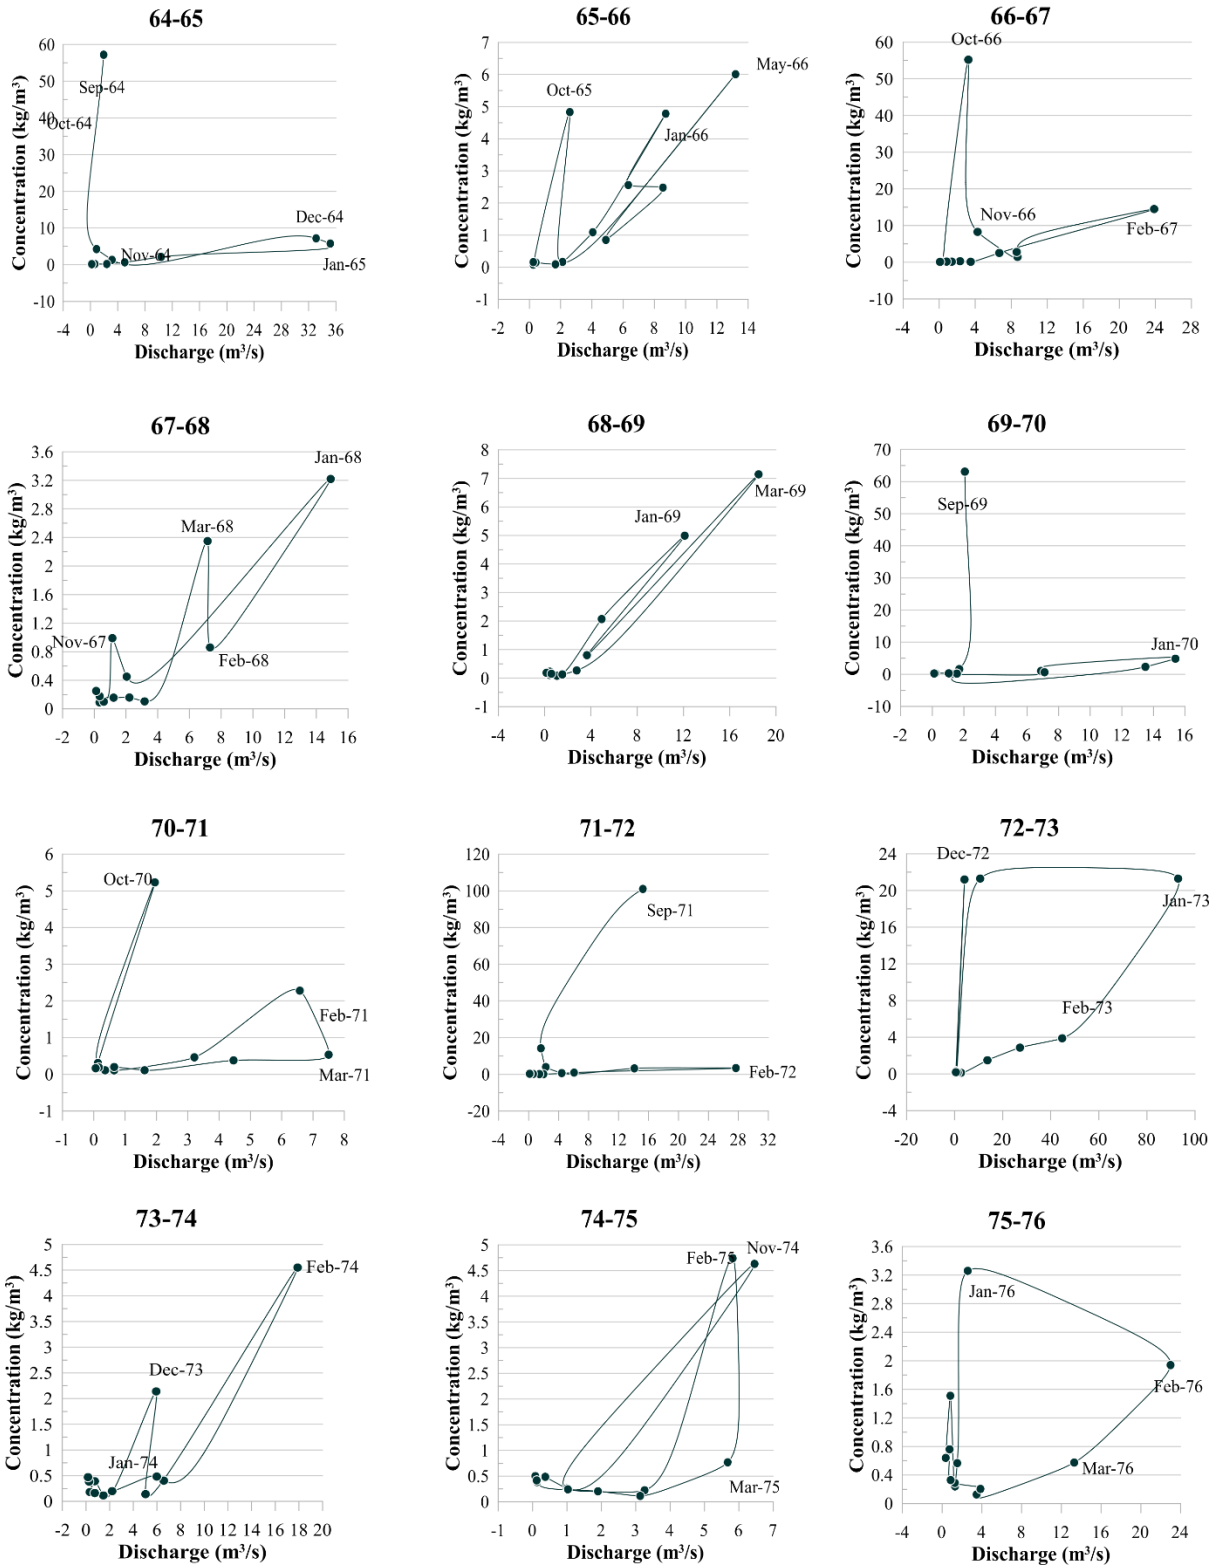 64-65
Concentration (kg/m³)
60
50
40
30
20
10
0
-10
Sep-64
Oct-64
Nov-64
Dec-64
Jan-65
-4 0 4 8 12 16 20 24 28 32 36
Discharge (m³/s)
65-66
Concentration (kg/m³)
7
6
5
4
3
2
1
0
-1
May-66
Oct-65
Jan-66
-2 0 2 4 6 8 10 12 14
Discharge (m³/s)
66-67
Concentration (kg/m³)
60
50
40
30
20
10
0
-10
Oct-66
Nov-66
Feb-67
-4 0 4 8 12 16 20 24 28
Discharge (m³/s)
67-68
Concentration (kg/m³)
3.6
3.2
2.8
2.4
2
1.6
1.2
0.8
0.4
0
Jan-68
Mar-68
Nov-67
Feb-68
-2 0 2 4 6 8 10 12 14 16
Discharge (m³/s)
68-69
Concentration (kg/m³)
8
7
6
5
4
3
2
1
0
-1
Mar-69
Jan-69
-4 0 4 8 12 16 20
Discharge (m³/s)
69-70
Concentration (kg/m³)
70
60
50
40
30
20
10
0
-10
Sep-69
Jan-70
-2 0 2 4 6 8 10 12 14 16
Discharge (m³/s)
70-71
Concentration (kg/m³)
6
5
4
3
2
1
0
-1
Oct-70
Feb-71
Mar-71
-1 0 1 2 3 4 5 6 7 8
Discharge (m³/s)
71-72
Concentration (kg/m³)
120
100
80
60
40
20
0
-20
Sep-71
Feb-72
-4 0 4 8 12 16 20 24 28 32
Discharge (m³/s)
72-73
Concentration (kg/m³)
24
20
16
12
8
4
0
-4
Dec-72
Jan-73
Feb-73
-20 0 20 40 60 80 100
Discharge (m³/s)
73-74
Concentration (kg/m³)
5
4.5
4
3.5
3
2.5
2
1.5
1
0.5
0
Feb-74
Dec-73
Jan-74
-2 0 2 4 6 8 10 12 14 16 18 20
Discharge (m³/s)
74-75
Concentration (kg/m³)
5
4.5
4
3.5
3
2.5
2
1.5
1
0.5
0
Feb-75
Nov-74
Mar-75
-1 0 1 2 3 4 5 6 7
Discharge (m³/s)
75-76
Concentration (kg/m³)
3.6
3.2
2.8
2.4
2
1.6
1.2
0.8
0.4
0
Jan-76
Feb-76
Mar-76
-4 0 4 8 12 16 20 24
Discharge (m³/s)